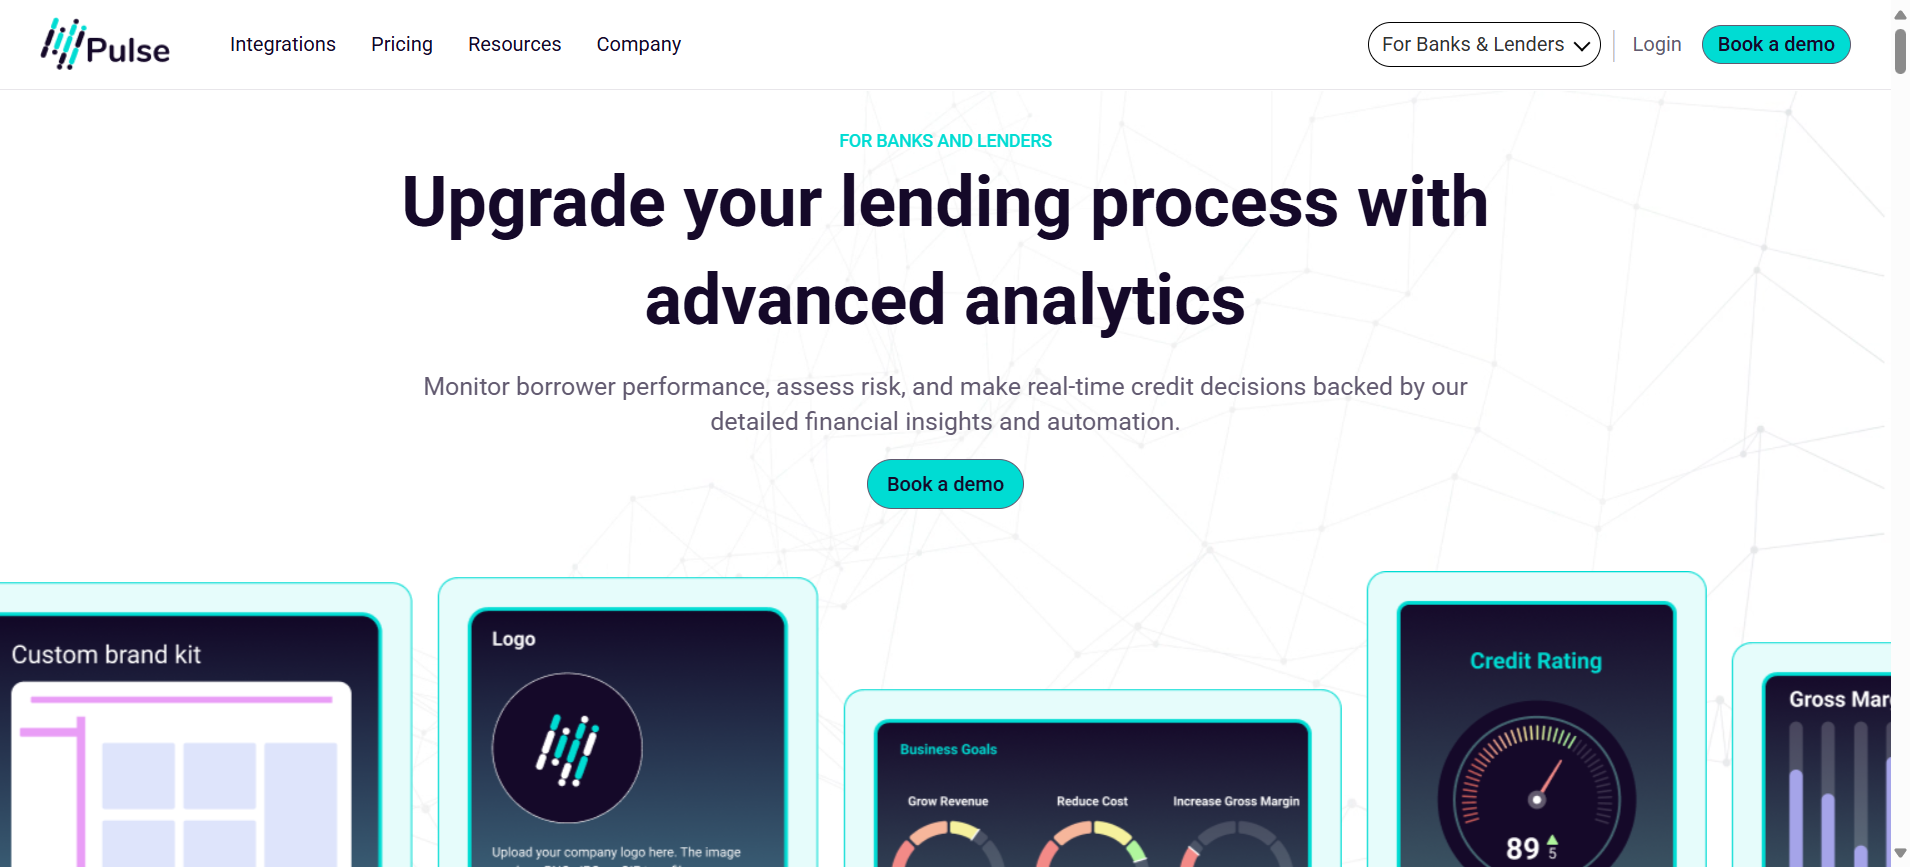 Pulse
Integrations
Pricing
Resources
Company
For Banks & Lenders
Login
Book a demo
FOR BANKS AND LENDERS
Upgrade your lending process with
advanced analytics
Monitor borrower performance, assess risk, and make real-time credit decisions backed by our
detailed financial insights and automation.
Book a demo
Custom brand kit
Logo
Upload your company logo here. The image
Business Goals
Grow Revenue
Reduce Cost
Increase Gross Margin
Credit Rating
89
5
Gross Mar